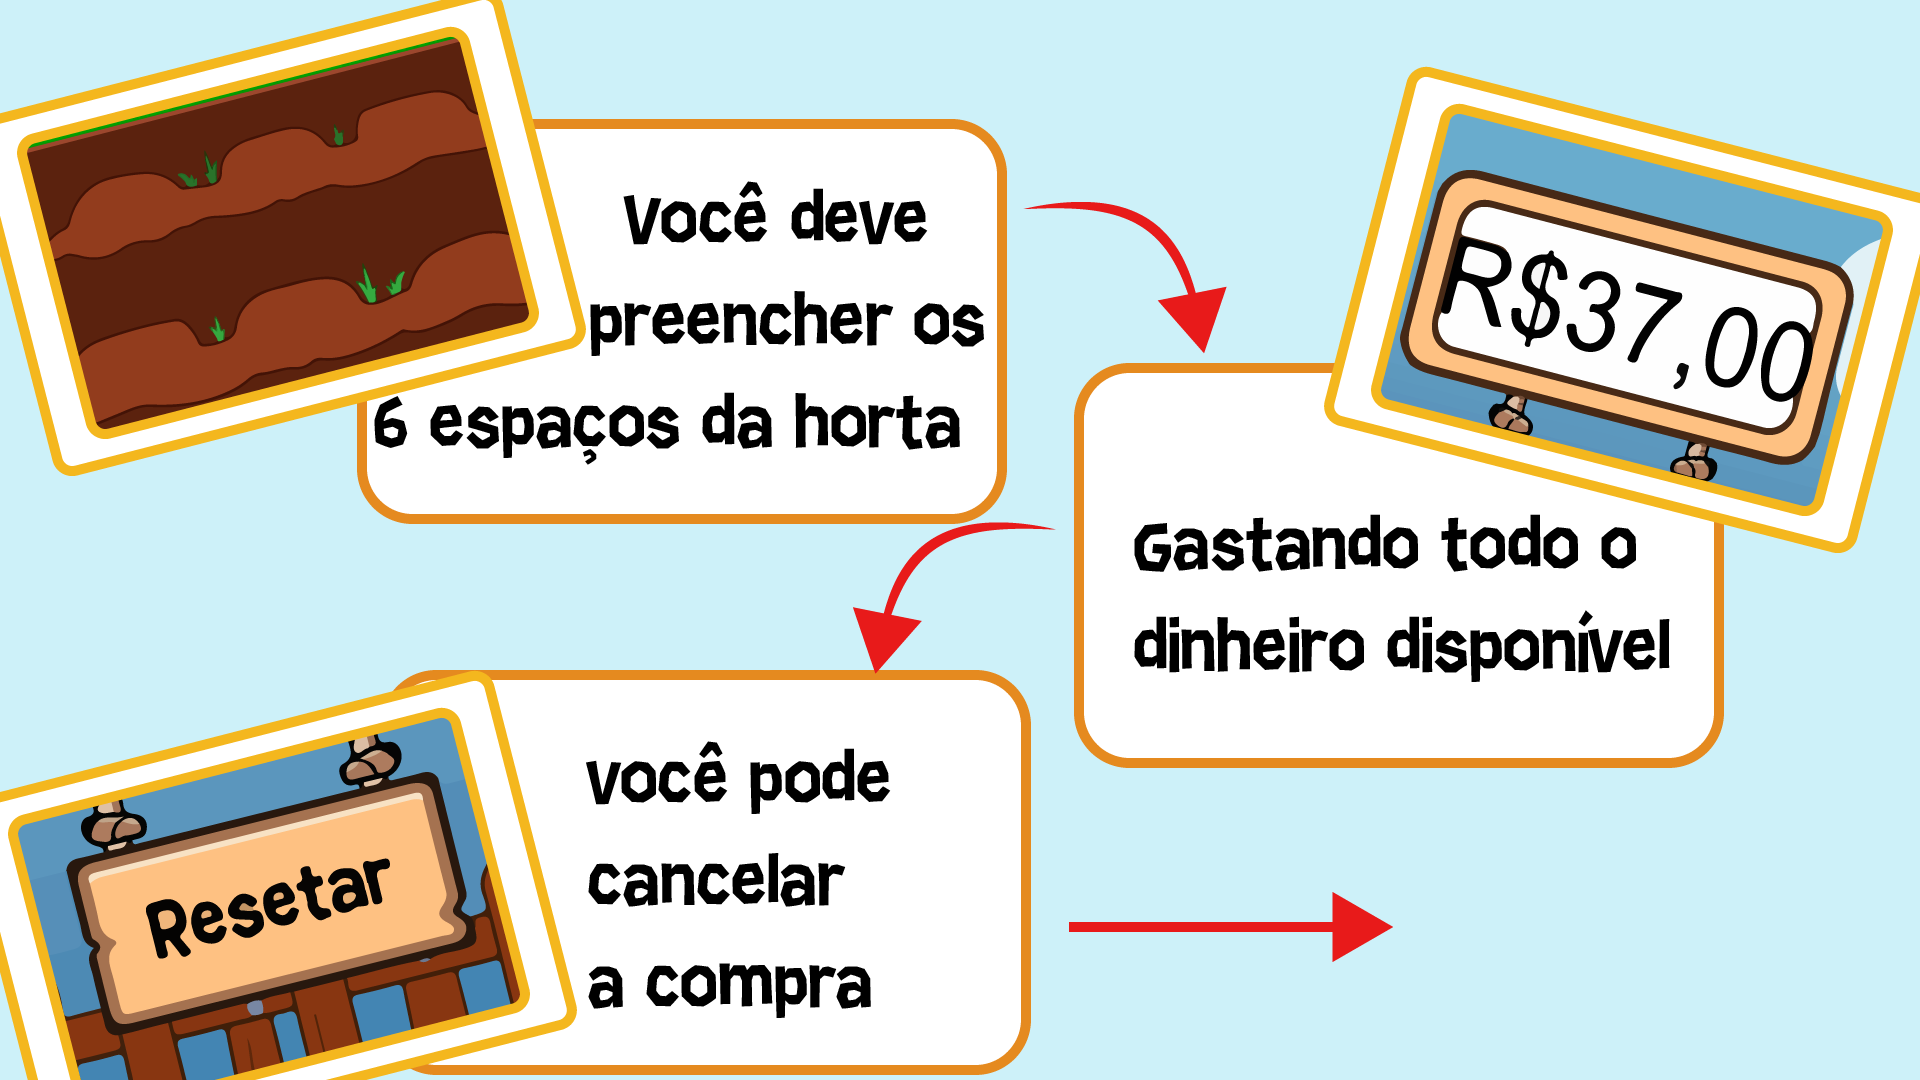 Você deve
preencher os
6 espaços da horta
R$37,00
Gastando todo o
dinheiro disponível
Resetar
você pode
cancelar
a compra